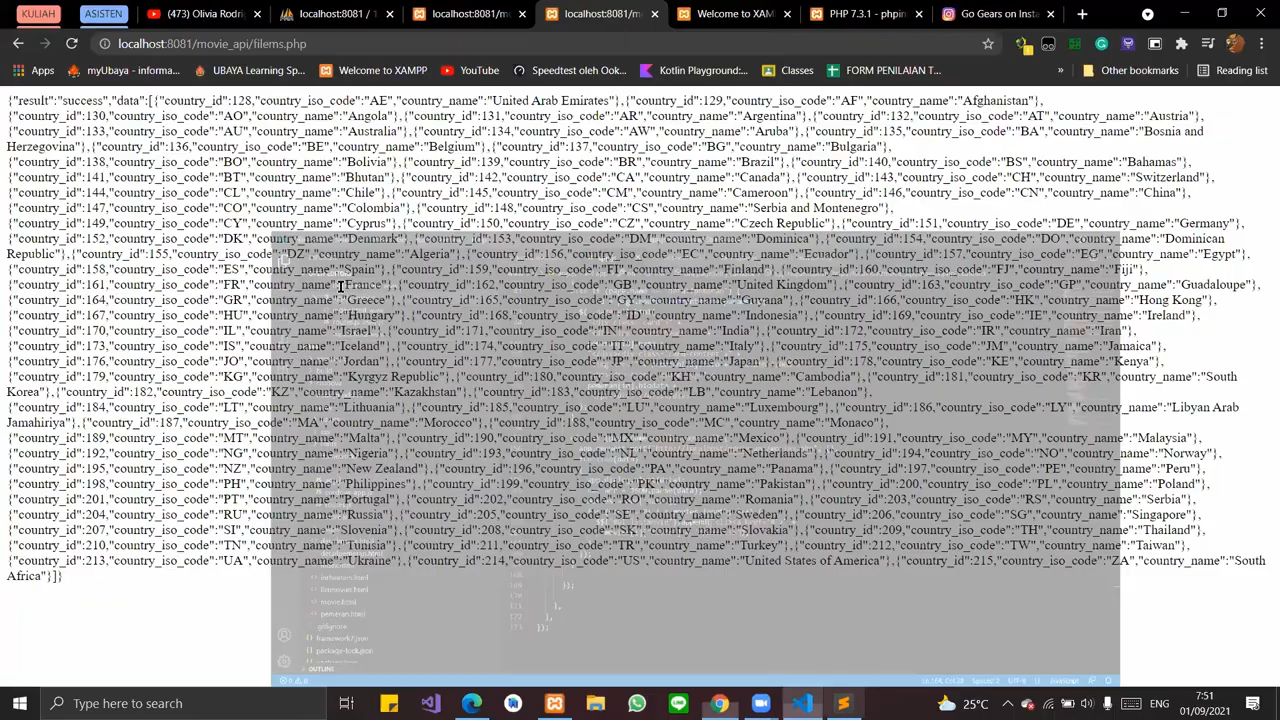 KULIAH
ASISTEN
(473) Olivia Rodri
localhost:8081 /
localhost:808
localhost:8081/m
Welcome to XAM
PHP 7.3.1 - p
Go Gears on Insta
localhost:8081/movie_api/filems.php
Apps
myUbaya - informa...
UBAYA Learning Sp...
Welcome to XAMPP
YouTube
Speedtest oleh Ook...
Kotlin Playground:...
Classes
FORM PENILAIAN T...
»
Other bookmarks
Reading list
{"result":"success","data":[{"country_id":128,"country_iso_code":"AE","country_name":"United Arab Emirates"},{"country_id":129,"country_iso_code":"AF","country_name":"Afghanistan"},
{"country_id":130,"country_iso_code":"AO","country_name":"Angola"},{"country_id":131,"country_iso_code":"AR","country_name":"Argentina"},{"country_id":132,"country_iso_code":"AT","country_name":"Austria"},
{"country_id":133,"country_iso_code":"AU","country_name":"Australia"},{"country_id":134,"country_iso_code":"AW","country_name":"Aruba"},{"country_id":135,"country_iso_code":"BA","country_name":"Bosnia and
Herzegovina"},{"country_id":136,"country_iso_code":"BE","country_name":"Belgium"},{"country_id":137,"country_iso_code":"BG","country_name":"Bulgaria"},
{"country_id":138,"country_iso_code":"BO","country_name":"Bolivia"},{"country_id":139,"country_iso_code":"BR","country_name":"Brazil"},{"country_id":140,"country_iso_code":"BS","country_name":"Bahamas"},
{"country_id":141,"country_iso_code":"BT","country_name":"Bhutan"},{"country_id":142,"country_iso_code":"CA","country_name":"Canada"},{"country_id":143,"country_iso_code":"CH","country_name":"Switzerland"},
{"country_id":144,"country_iso_code":"CL","country_name":"Chile"},{"country_id":145,"country_iso_code":"CM","country_name":"Cameroon"},{"country_id":146,"country_iso_code":"CN","country_name":"China"},
{"country_id":147,"country_iso_code":"CO","country_name":"Colombia"},{"country_id":148,"country_iso_code":"CS","country_name":"Serbia and Montenegro"},
{"country_id":149,"country_iso_code":"CY","country_name":"Cyprus"},{"country_id":150,"country_iso_code":"CZ","country_name":"Czech Republic"},{"country_id":151,"country_iso_code":"DE","country_name":"Germany"},
{"country_id":152,"country_iso_code":"DK","country_name":"Denmark"},{"country_id":153,"country_iso_code":"DM","country_name":"Dominica"},{"country_id":154,"country_iso_code":"DO","country_name":"Dominican
Republic"},{"country_id":155,"country_iso_code":"DZ","country_name":"Algeria"},{"country_id":156,"country_iso_code":"EC","country_name":"Ecuador"},{"country_id":157,"country_iso_code":"EG","country_name":"Egypt"},
{"country_id":158,"country_iso_code":"ES","country_name":"Spain"},{"country_id":159,"country_iso_code":"FI","country_name":"Finland"},{"country_id":160,"country_iso_code":"FJ","country_name":"Fiji"},
{"country_id":161,"country_iso_code":"FR","country_name":"France"},{"country_id":162,"country_iso_code":"GB","country_name":"United Kingdom"},{"country_id":163,"country_iso_code":"GP","country_name":"Guadaloupe"},
{"country_id":164,"country_iso_code":"GR","country_name":"Greece"},{"country_id":165,"country_iso_code":"GY","country_name":"Guyana"},{"country_id":166,"country_iso_code":"HK","country_name":"Hong Kong"},
{"country_id":167,"country_iso_code":"HU","country_name":"Hungary"},{"country_id":168,"country_iso_code":"ID","country_name":"Indonesia"},{"country_id":169,"country_iso_code":"IE","country_name":"Ireland"},
{"country_id":170,"country_iso_code":"IL","country_name":"Israel"},{"country_id":171,"country_iso_code":"IN","country_name":"India"},{"country_id":172,"country_iso_code":"IR","country_name":"Iran"},
{"country_id":173,"country_iso_code":"IS","country_name":"Iceland"},{"country_id":174,"country_iso_code":"IT","country_name":"Italy"},{"country_id":175,"country_iso_code":"JM","country_name":"Jamaica"},
{"country_id":176,"country_iso_code":"JO","country_name":"Jordan"},{"country_id":177,"country_iso_code":"JP","country_name":"Japan"},{"country_id":178,"country_iso_code":"KE","country_name":"Kenya"},
{"country_id":179,"country_iso_code":"KG","country_name":"Kyrgyz Republic"},{"country_id":180,"country_iso_code":"KH","country_name":"Cambodia"},{"country_id":181,"country_iso_code":"KR","country_name":"South
Korea"},{"country_id":182,"country_iso_code":"KZ","country_name":"Kazakhstan"},{"country_id":183,"country_iso_code":"LB","country_name":"Lebanon"},
{"country_id":184,"country_iso_code":"LT","country_name":"Lithuania"},{"country_id":185,"country_iso_code":"LU","country_name":"Luxembourg"},{"country_id":186,"country_iso_code":"LY","country_name":"Libyan Arab
Jamahiriya"},{"country_id":187,"country_iso_code":"MA","country_name":"Morocco"},{"country_id":188,"country_iso_code":"MC","country_name":"Monaco"},
{"country_id":189,"country_iso_code":"MT","country_name":"Malta"},{"country_id":190,"country_iso_code":"MX","country_name":"Mexico"},{"country_id":191,"country_iso_code":"MY","country_name":"Malaysia"},
{"country_id":192,"country_iso_code":"NG","country_name":"Nigeria"},{"country_id":193,"country_iso_code":"NL","country_name":"Netherlands"},{"country_id":194,"country_iso_code":"NO","country_name":"Norway"},
{"country_id":195,"country_iso_code":"NZ","country_name":"New Zealand"},{"country_id":196,"country_iso_code":"PA","country_name":"Panama"},{"country_id":197,"country_iso_code":"PE","country_name":"Peru"},
{"country_id":198,"country_iso_code":"PH","country_name":"Philippines"},{"country_id":199,"country_iso_code":"PK","country_name":"Pakistan"},{"country_id":200,"country_iso_code":"PL","country_name":"Poland"},
{"country_id":201,"country_iso_code":"PT","country_name":"Portugal"},{"country_id":202,"country_iso_code":"RO","country_name":"Romania"},{"country_id":203,"country_iso_code":"RS","country_name":"Serbia"},
{"country_id":204,"country_iso_code":"RU","country_name":"Russia"},{"country_id":205,"country_iso_code":"SE","country_name":"Sweden"},{"country_id":206,"country_iso_code":"SG","country_name":"Singapore"},
{"country_id":207,"country_iso_code":"SI","country_name":"Slovenia"},{"country_id":208,"country_iso_code":"SK","country_name":"Slovakia"},{"country_id":209,"country_iso_code":"TH","country_name":"Thailand"},
{"country_id":210,"country_iso_code":"TN","country_name":"Tunisia"},{"country_id":211,"country_iso_code":"TR","country_name":"Turkey"},{"country_id":212,"country_iso_code":"TW","country_name":"Taiwan"},
{"country_id":213,"country_iso_code":"UA","country_name":"Ukraine"},{"country_id":214,"country_iso_code":"US","country_name":"United States of America"},{"country_id":215,"country_iso_code":"ZA","country_name":"South
Africa"}]}
movie.html
pemeran.html
.gitignore
framework7.json
package-lock.json
OUTLINE
JavaScript
Type here to search
25°C
ENG
7:51
01/09/2021